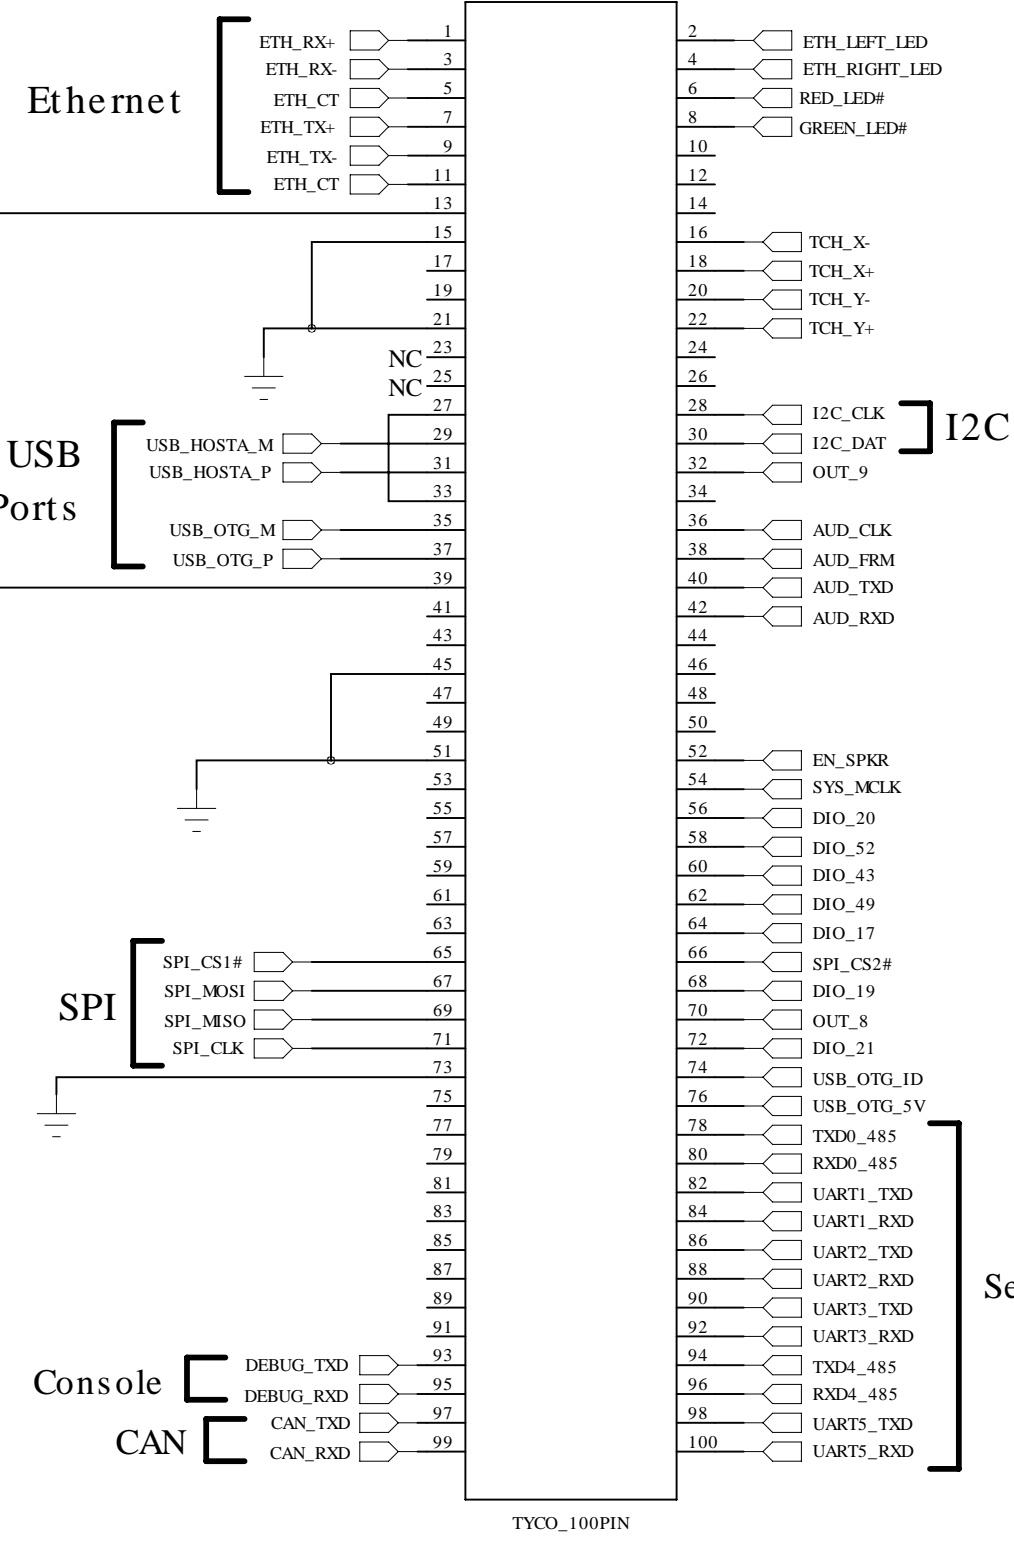 Ethernet
ETH_RX+ 1
ETH_RX- 3
ETH_CT 5
ETH_TX+ 7
ETH_TX- 9
ETH_CT 11
13
15
17
19
21
NC 23
NC 25
27
USB
Ports
USB_HOSTA_M 29
USB_HOSTA_P 31
33
USB_OTG_M 35
USB_OTG_P 37
39
41
43
45
47
49
51
53
55
57
59
61
63
SPI
SPI_CS1# 65
SPI_MOSI 67
SPI_MISO 69
SPI_CLK 71
73
75
77
79
81
83
85
87
89
91
Console
DEBUG_TXD 93
DEBUG_RXD 95
CAN
CAN_TXD 97
CAN_RXD 99
2 ETH_LEFT_LED
4 ETH_RIGHT_LED
6 RED_LED#
8 GREEN_LED#
10
12
14
16 TCH_X-
18 TCH_X+
20 TCH_Y-
22 TCH_Y+
24
26
28 I2C_CLK
30 I2C_DAT
I2C
32 OUT_9
34
36 AUD_CLK
38 AUD_FRM
40 AUD_TXD
42 AUD_RXD
44
46
48
50
52 EN_SPKR
54 SYS_MCLK
56 DIO_20
58 DIO_52
60 DIO_43
62 DIO_49
64 DIO_17
66 SPI_CS2#
68 DIO_19
70 OUT_8
72 DIO_21
74 USB_OTG_ID
76 USB_OTG_5V
78 TXD0_485
80 RXD0_485
82 UART1_TXD
84 UART1_RXD
86 UART2_TXD
88 UART2_RXD
90 UART3_TXD
92 UART3_RXD
94 TXD4_485
96 RXD4_485
98 UART5_TXD
100 UART5_RXD
TYCO_100PIN